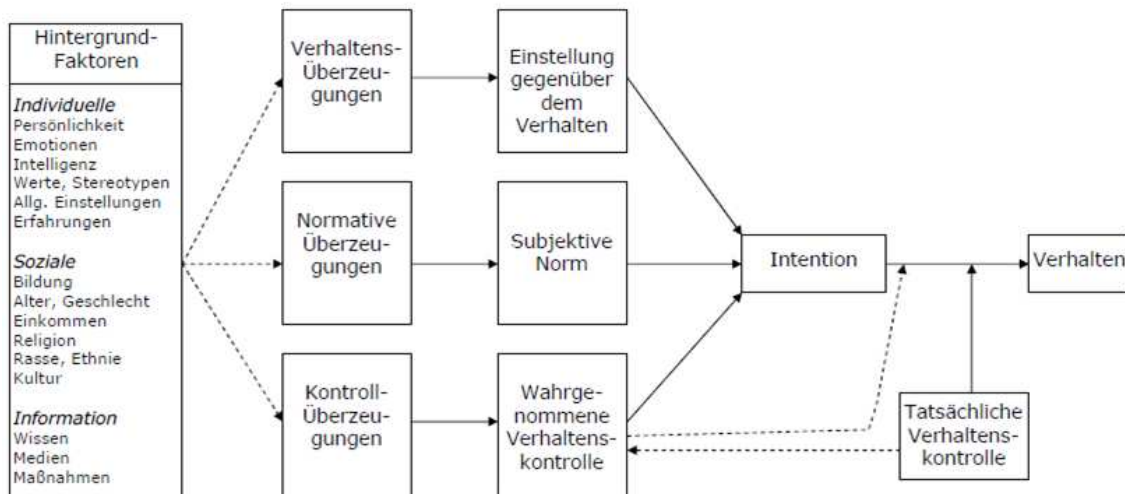 Hintergrund-
Faktoren
Individuelle
Persönlichkeit
Emotionen
Intelligenz
Werte, Stereotypen
Allg. Einstellungen
Erfahrungen
Soziale
Bildung
Alter, Geschlecht
Einkommen
Religion
Rasse, Ethnie
Kultur
Information
Wissen
Medien
Maßnahmen
Verhaltens-
Überzeu-
gungen
Einstellung
gegenüber
dem
Verhalten
Normative
Überzeu-
gungen
Subjektive
Norm
Kontroll-
Überzeu-
gungen
Wahrge-
nommene
Verhaltens-
kontrolle
Intention
Verhalten
Tatsächliche
Verhaltens-
kontrolle